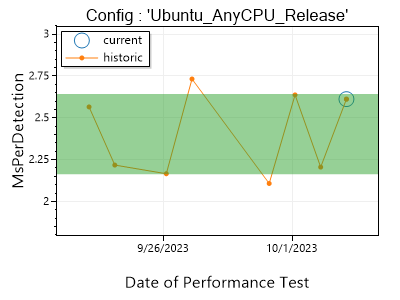 Config : 'Ubuntu_AnyCPU_Release'
current
historic
3
2.75
2.5
2.25
2
MsPerDetection
9/26/2023
10/1/2023
Date of Performance Test